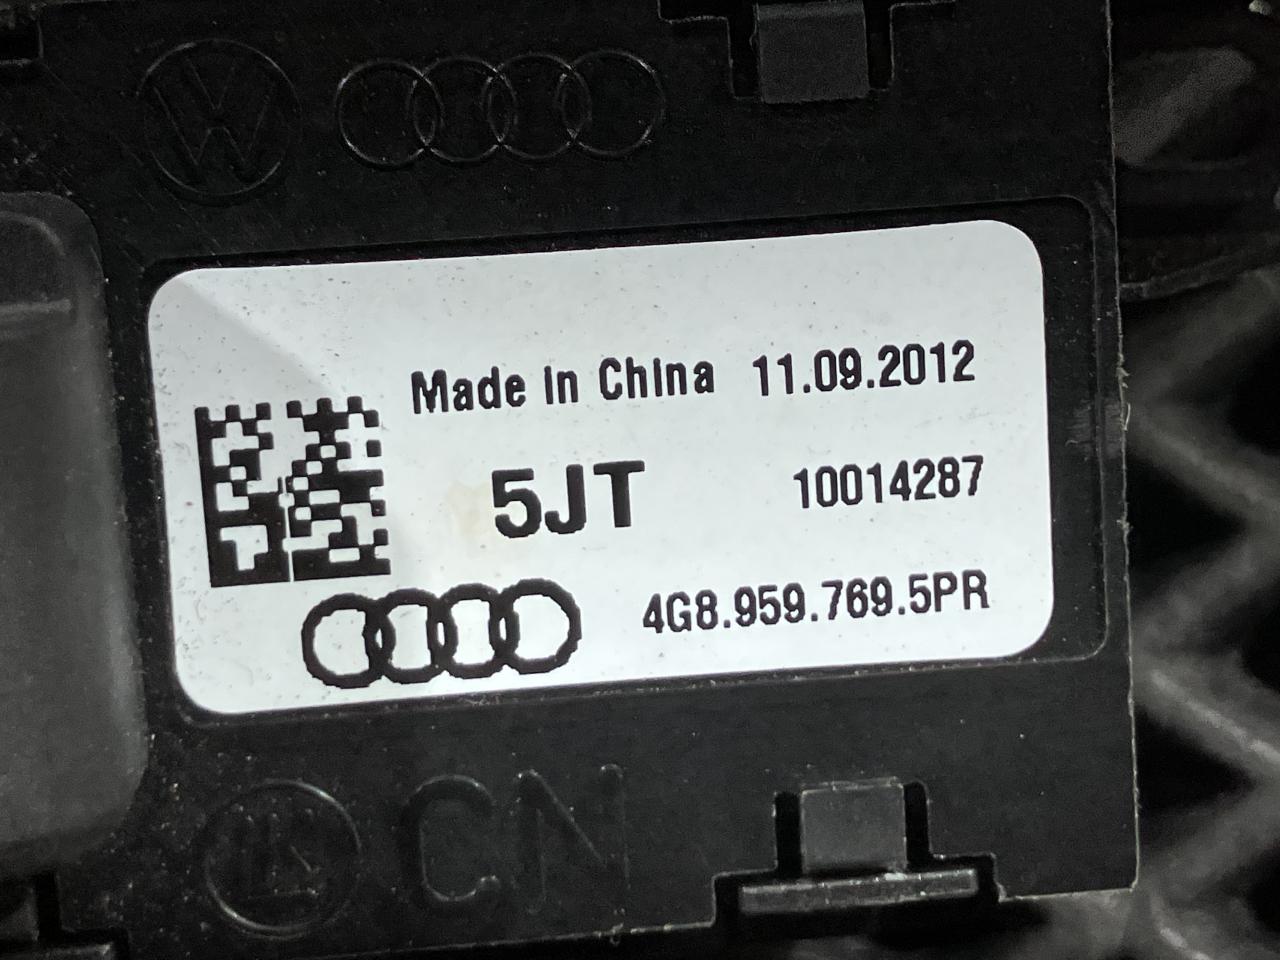 Made in China 11.09.2012
5JT 10014287
4G8.959.769.5PR
CN